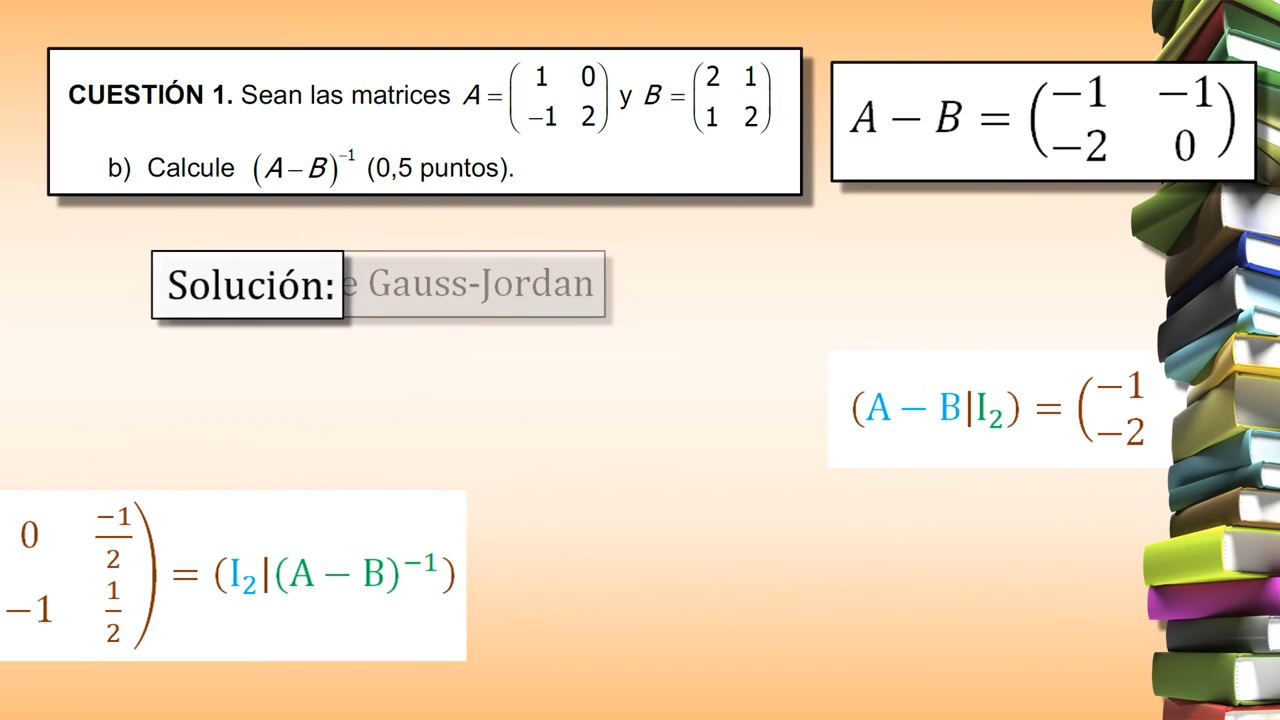 CUESTIÓN 1. Sean las matrices A = ( 1 0 ; −1 2 ) y B = ( 2 1 ; 1 2 )
b) Calcule (A − B)⁻¹ (0,5 puntos).
A − B = ( −1 −1 ; −2 0 )
Solución:
e Gauss-Jordan
(A − B|I₂) = ( −1 ; −2
0 −1/2 ; −1 1/2 ) = (I₂|(A − B)⁻¹)